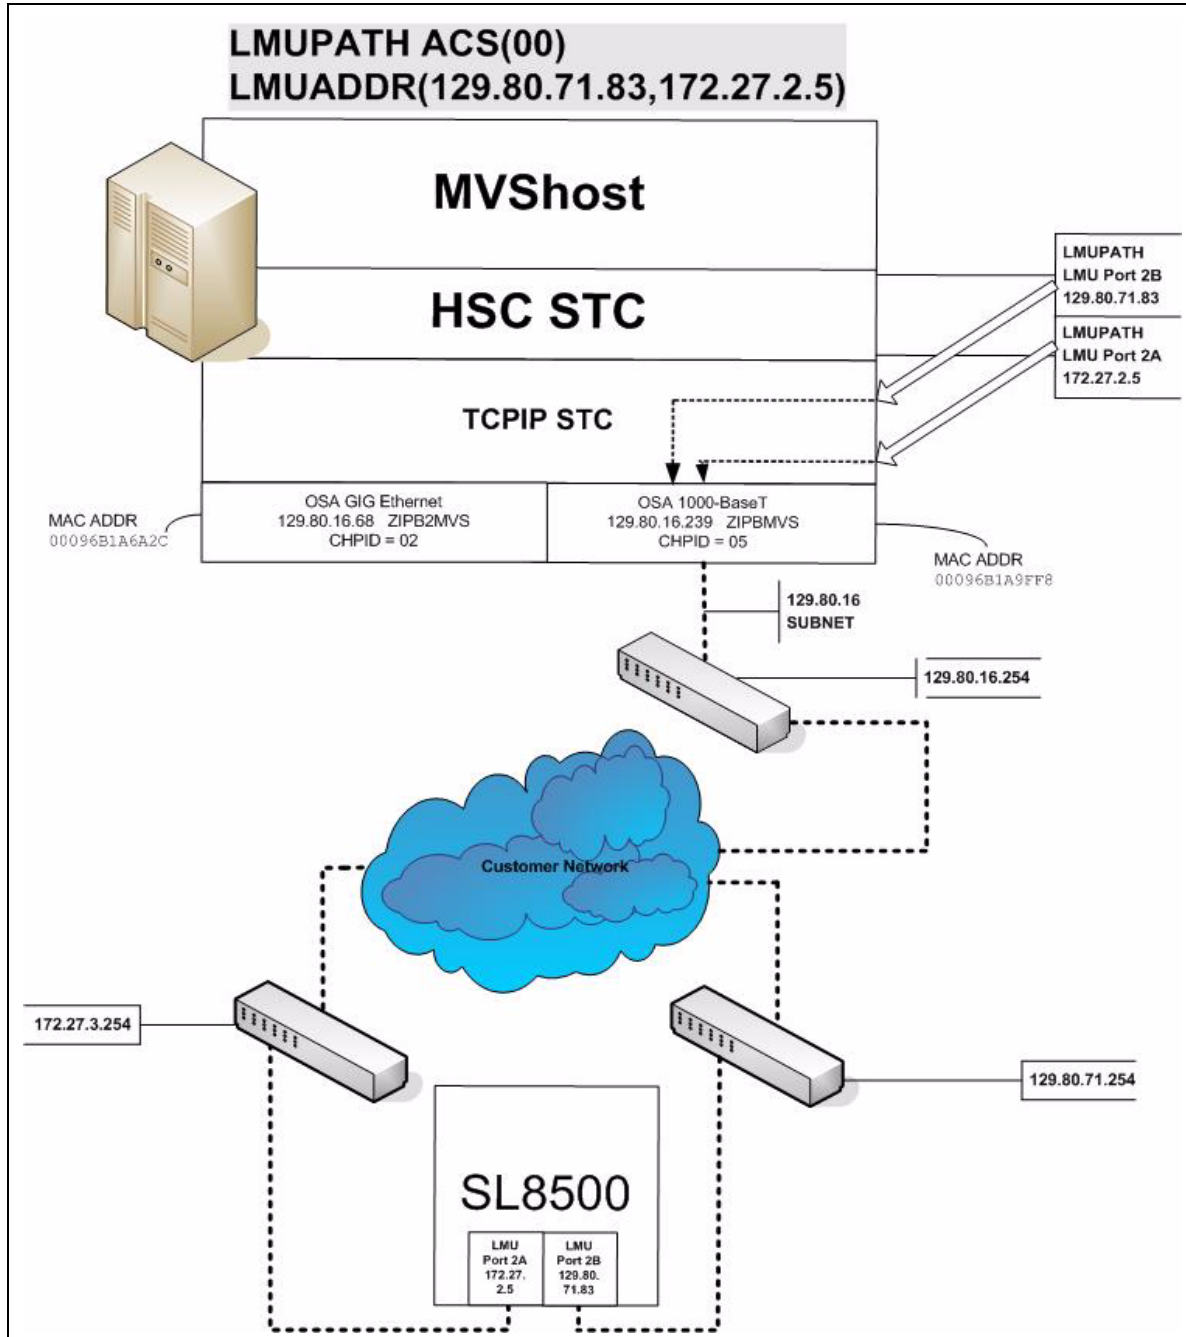 LMUPATH ACS(00)
LMUADDR(129.80.71.83,172.27.2.5)
MVShost
HSC STC
TCPIP STC
LMUPATH
LMU Port 2B
129.80.71.83
LMUPATH
LMU Port 2A
172.27.2.5
OSA GIG Ethernet
129.80.16.68 ZIPB2MVS
CHPID = 02
OSA 1000-BaseT
129.80.16.239 ZIPBMVS
CHPID = 05
MAC ADDR
00096B1A6A2C
MAC ADDR
00096B1A9FF8
129.80.16
SUBNET
129.80.16.254
Customer Network
172.27.3.254
129.80.71.254
SL8500
LMU
Port 2A
172.27.
2.5
LMU
Port 2B
129.80.
71.83